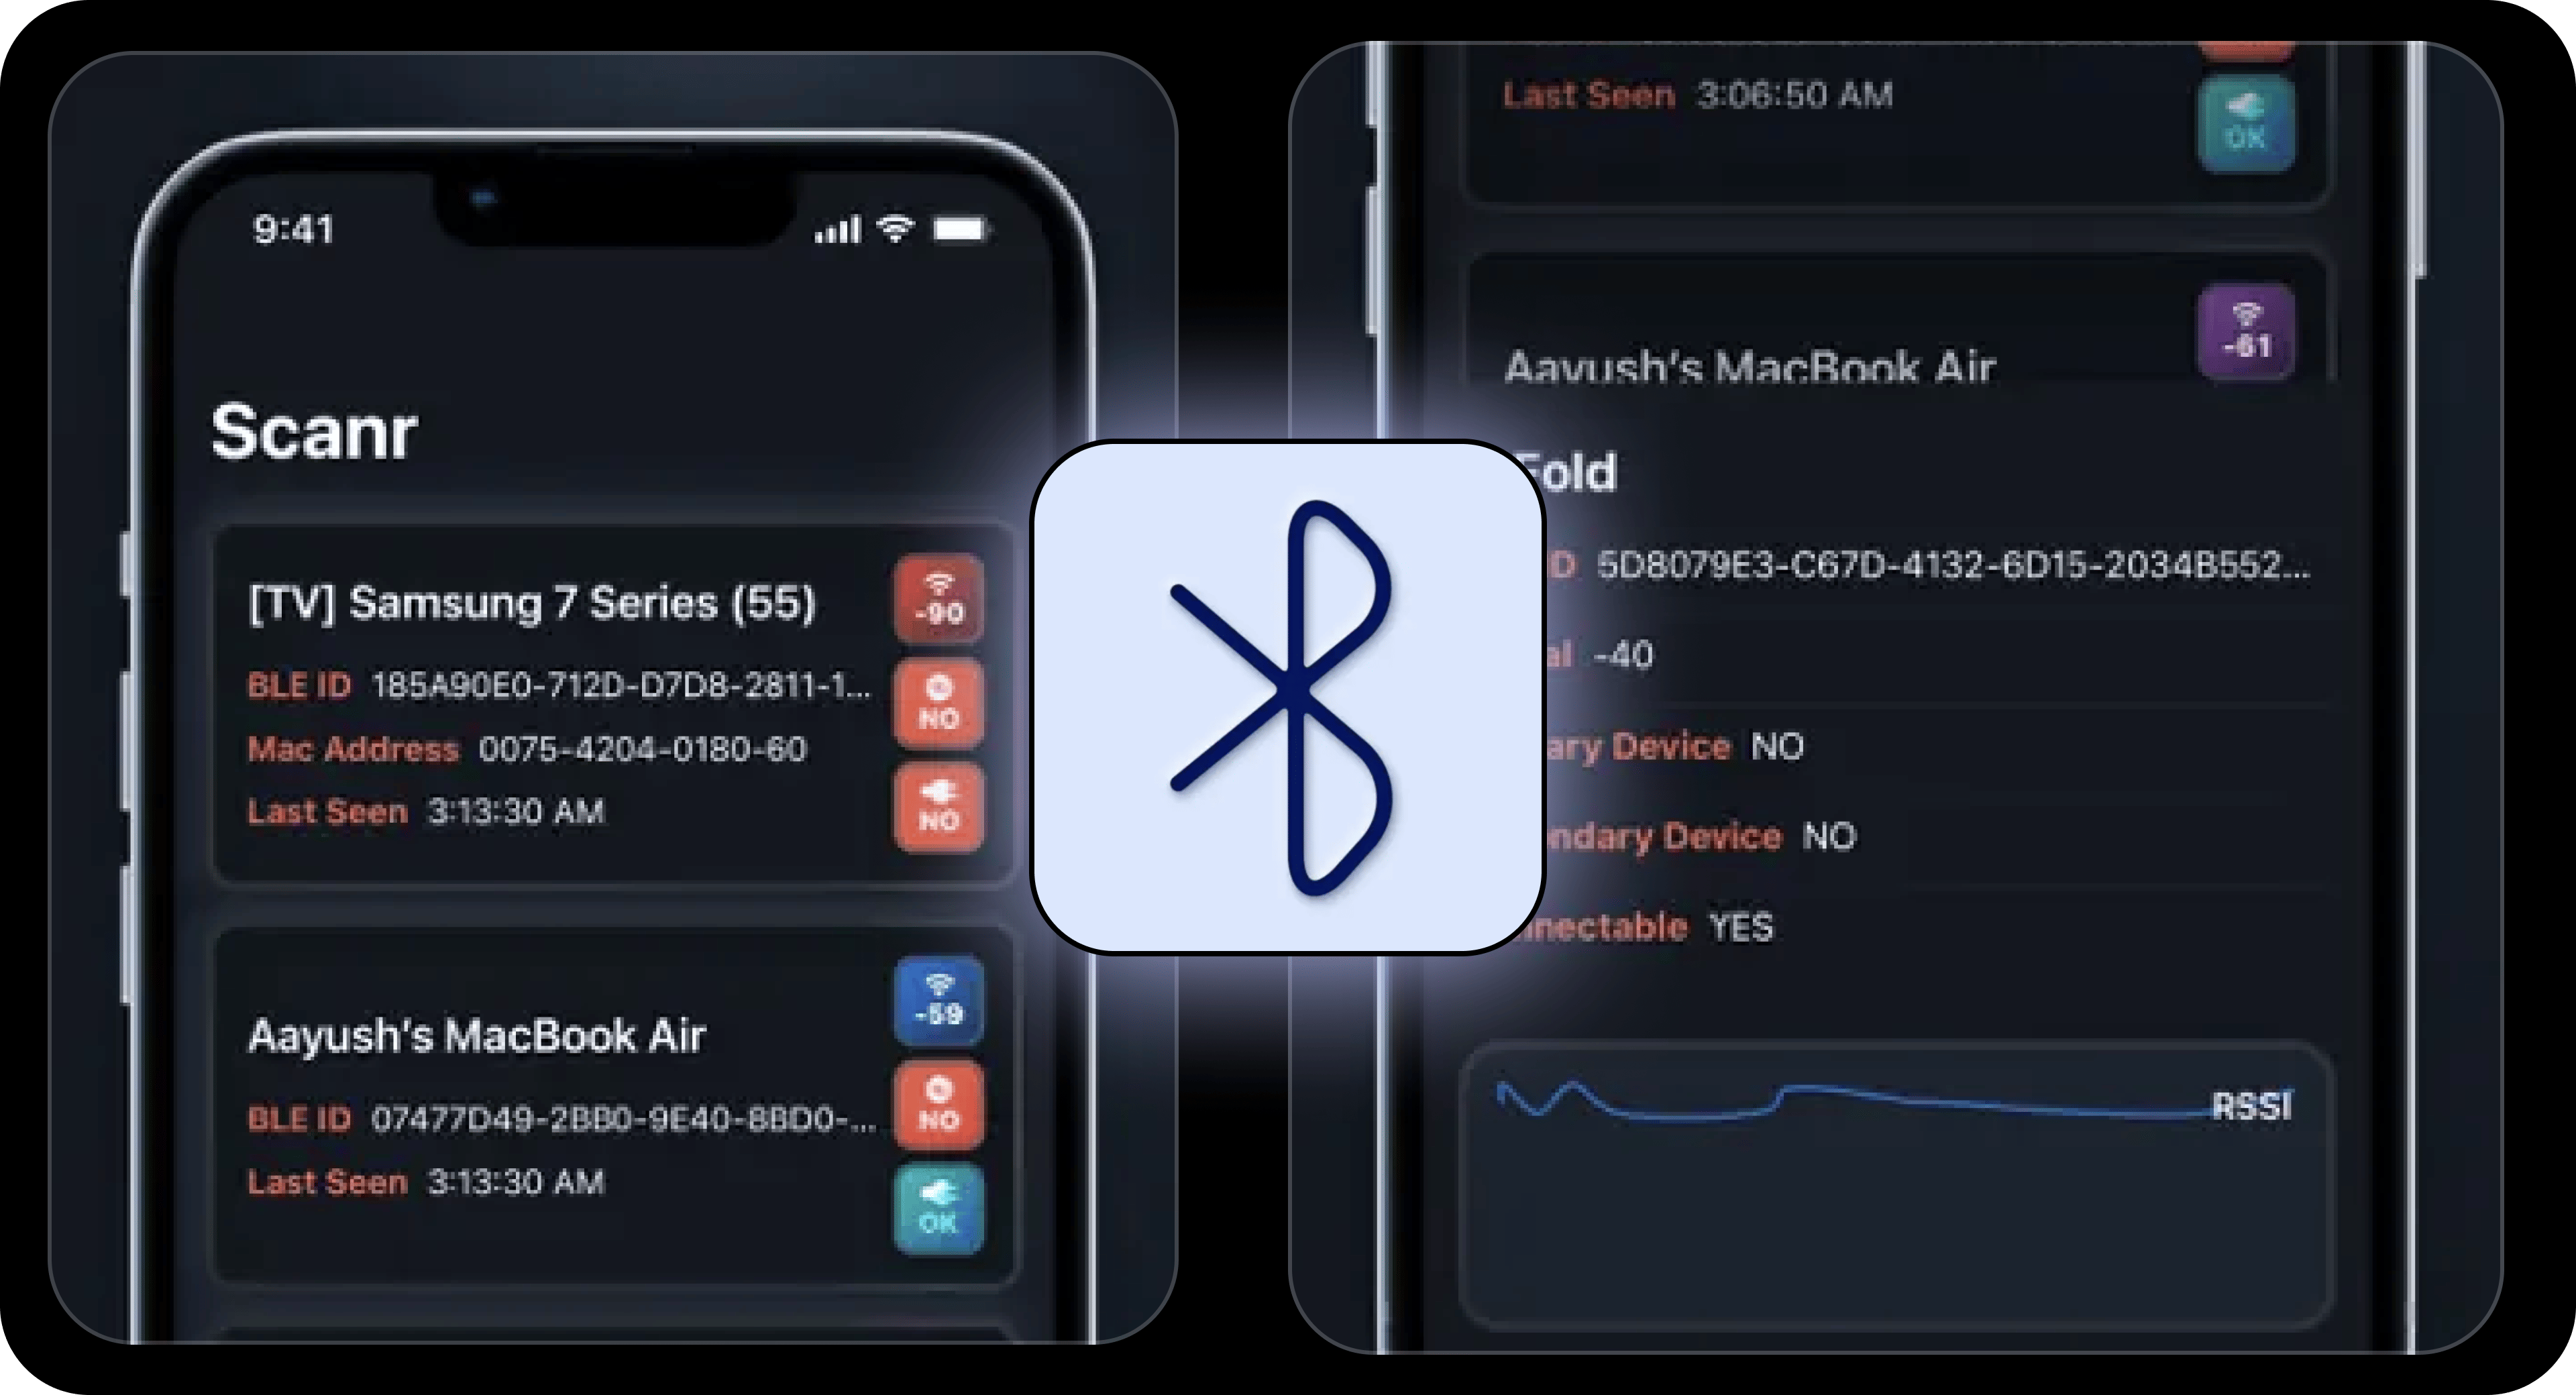 9:41
Scanr
[TV] Samsung 7 Series (55)
-90
BLE ID 185A90E0-712D-D7D8-2811-1...
NO
Mac Address 0075-4204-0180-60
Last Seen 3:13:30 AM
NO
Aayush's MacBook Air
-59
BLE ID 07477D49-2BB0-9E40-8BD0-...
NO
Last Seen 3:13:30 AM
OK
Last Seen 3:06:50 AM
OK
Aayush's MacBook Air
-61
Fold
D 5D8079E3-C67D-4132-6D15-2034B552...
al -40
ary Device NO
ndary Device NO
nectable YES
RSSI